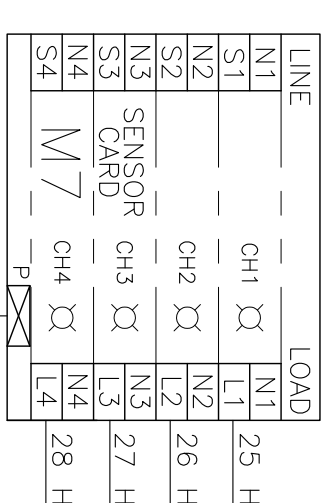 LINE
LOAD
N1
S1
N2
S2
N3
S3
N4
S4
SENSOR
CARD
M7
CH1
CH2
CH3
CH4
P
N1
L1
N2
L2
N3
L3
N4
L4
25 H
26 H
27 H
28 H